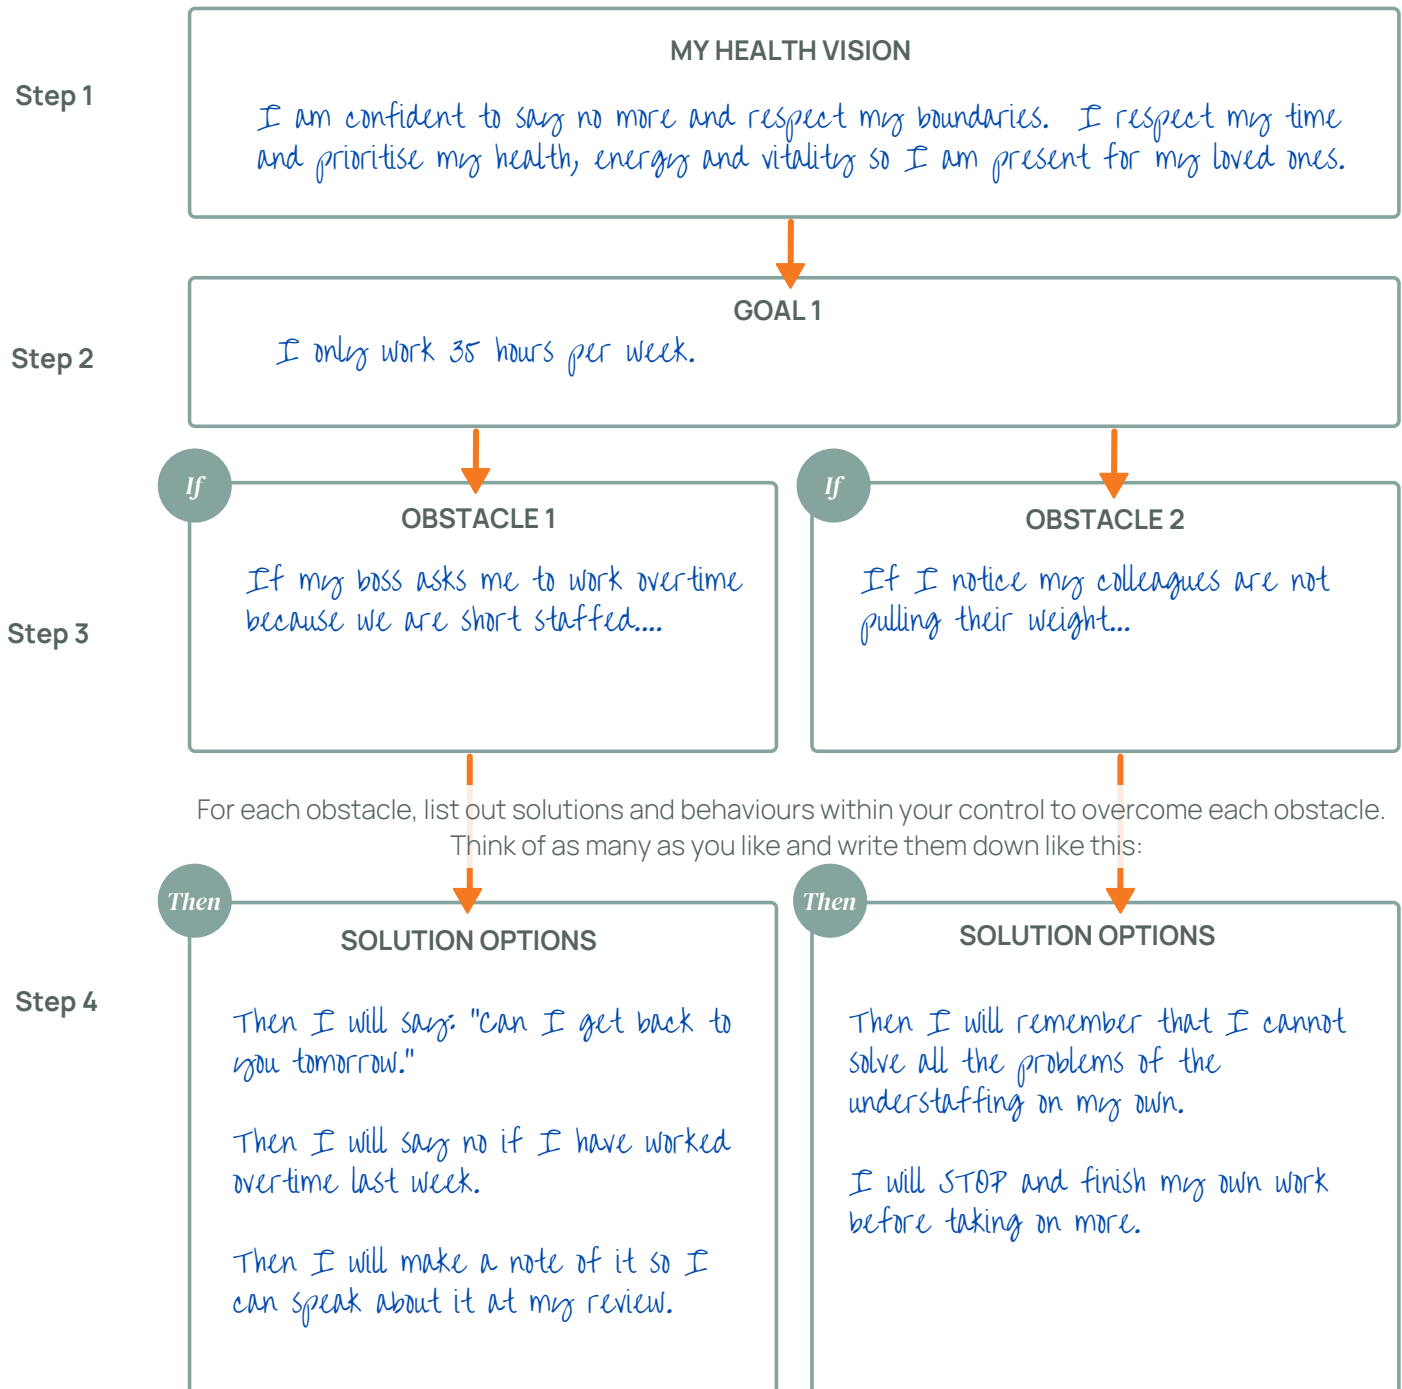 MY HEALTH VISION
Step 1
I am confident to say no more and respect my boundaries. I respect my time
and prioritise my health, energy and vitality so I am present for my loved ones.
GOAL 1
Step 2
I only work 35 hours per week.
If
OBSTACLE 1
If my boss asks me to work overtime
because we are short staffed....
If
OBSTACLE 2
If I notice my colleagues are not
pulling their weight...
Step 3
For each obstacle, list out solutions and behaviours within your control to overcome each obstacle.
Think of as many as you like and write them down like this:
Then
SOLUTION OPTIONS
Step 4
Then I will say: "Can I get back to
you tomorrow."
Then I will say no if I have worked
overtime last week.
Then I will make a note of it so I
can speak about it at my review.
Then
SOLUTION OPTIONS
Then I will remember that I cannot
solve all the problems of the
understaffing on my own.
I will STOP and finish my own work
before taking on more.